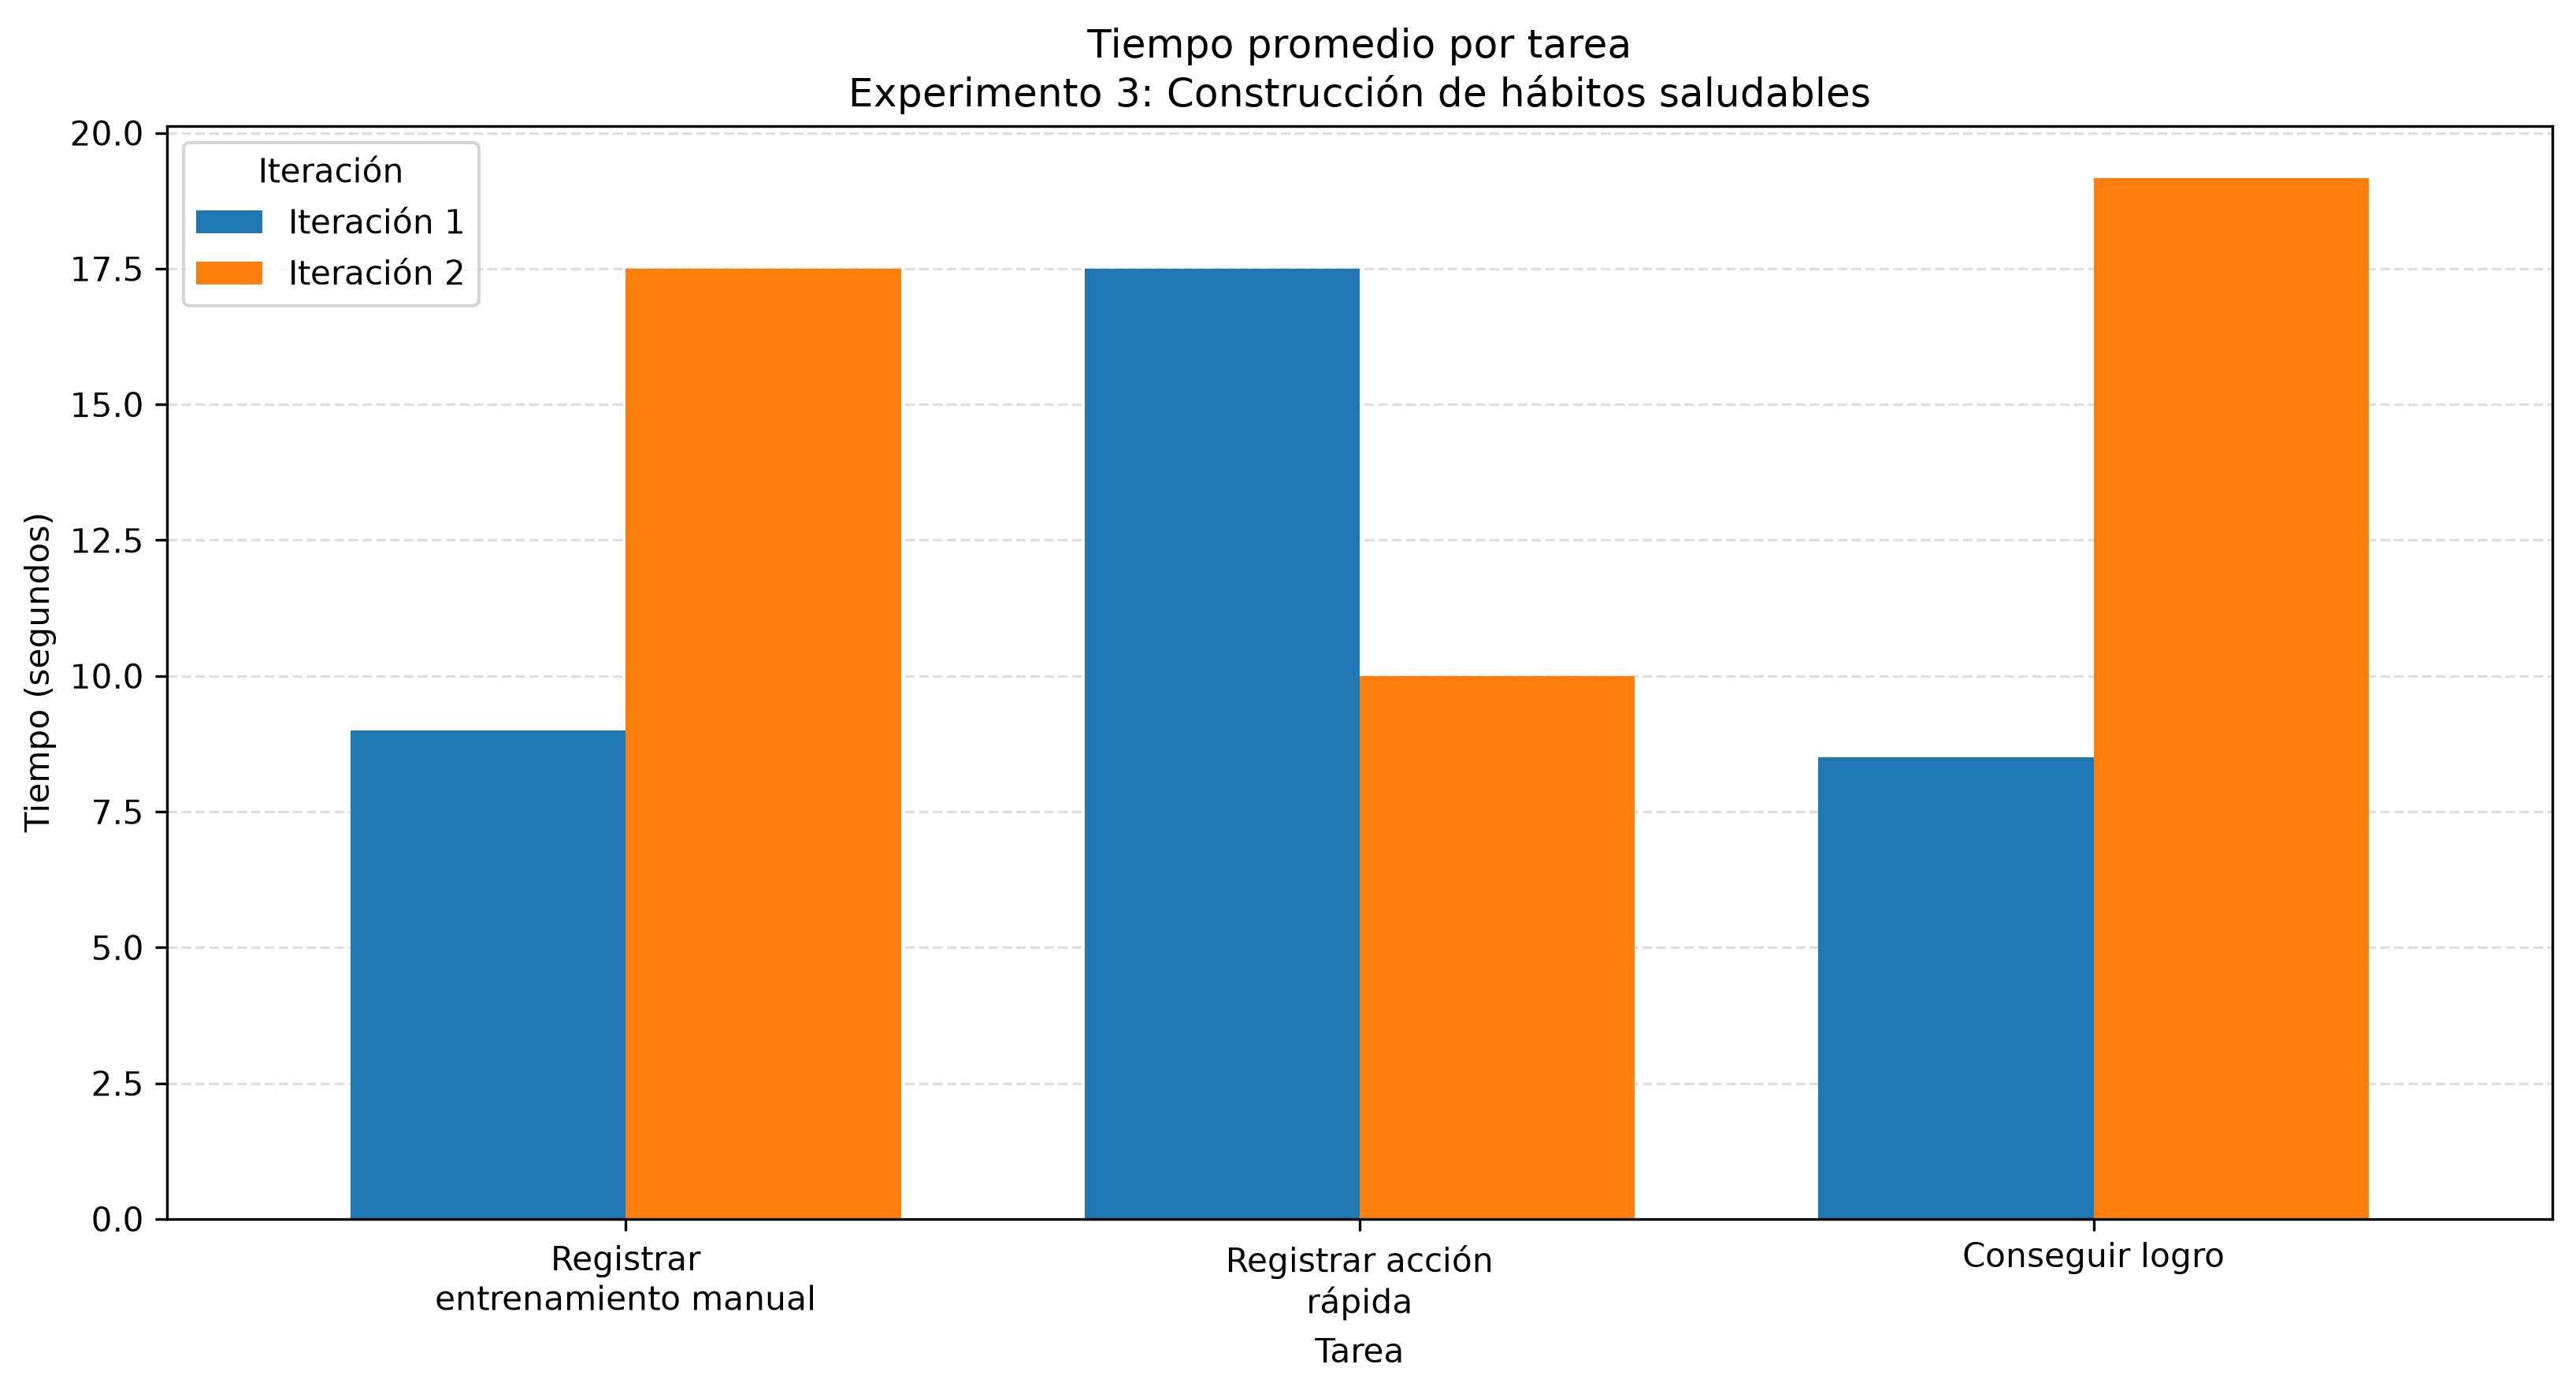 Tiempo promedio por tarea
Experimento 3: Construcción de hábitos saludables
Iteración
Iteración 1
Iteración 2
Tiempo (segundos)
20.0
17.5
15.0
12.5
10.0
7.5
5.0
2.5
0.0
Registrar
entrenamiento manual
Registrar acción
rápida
Conseguir logro
Tarea